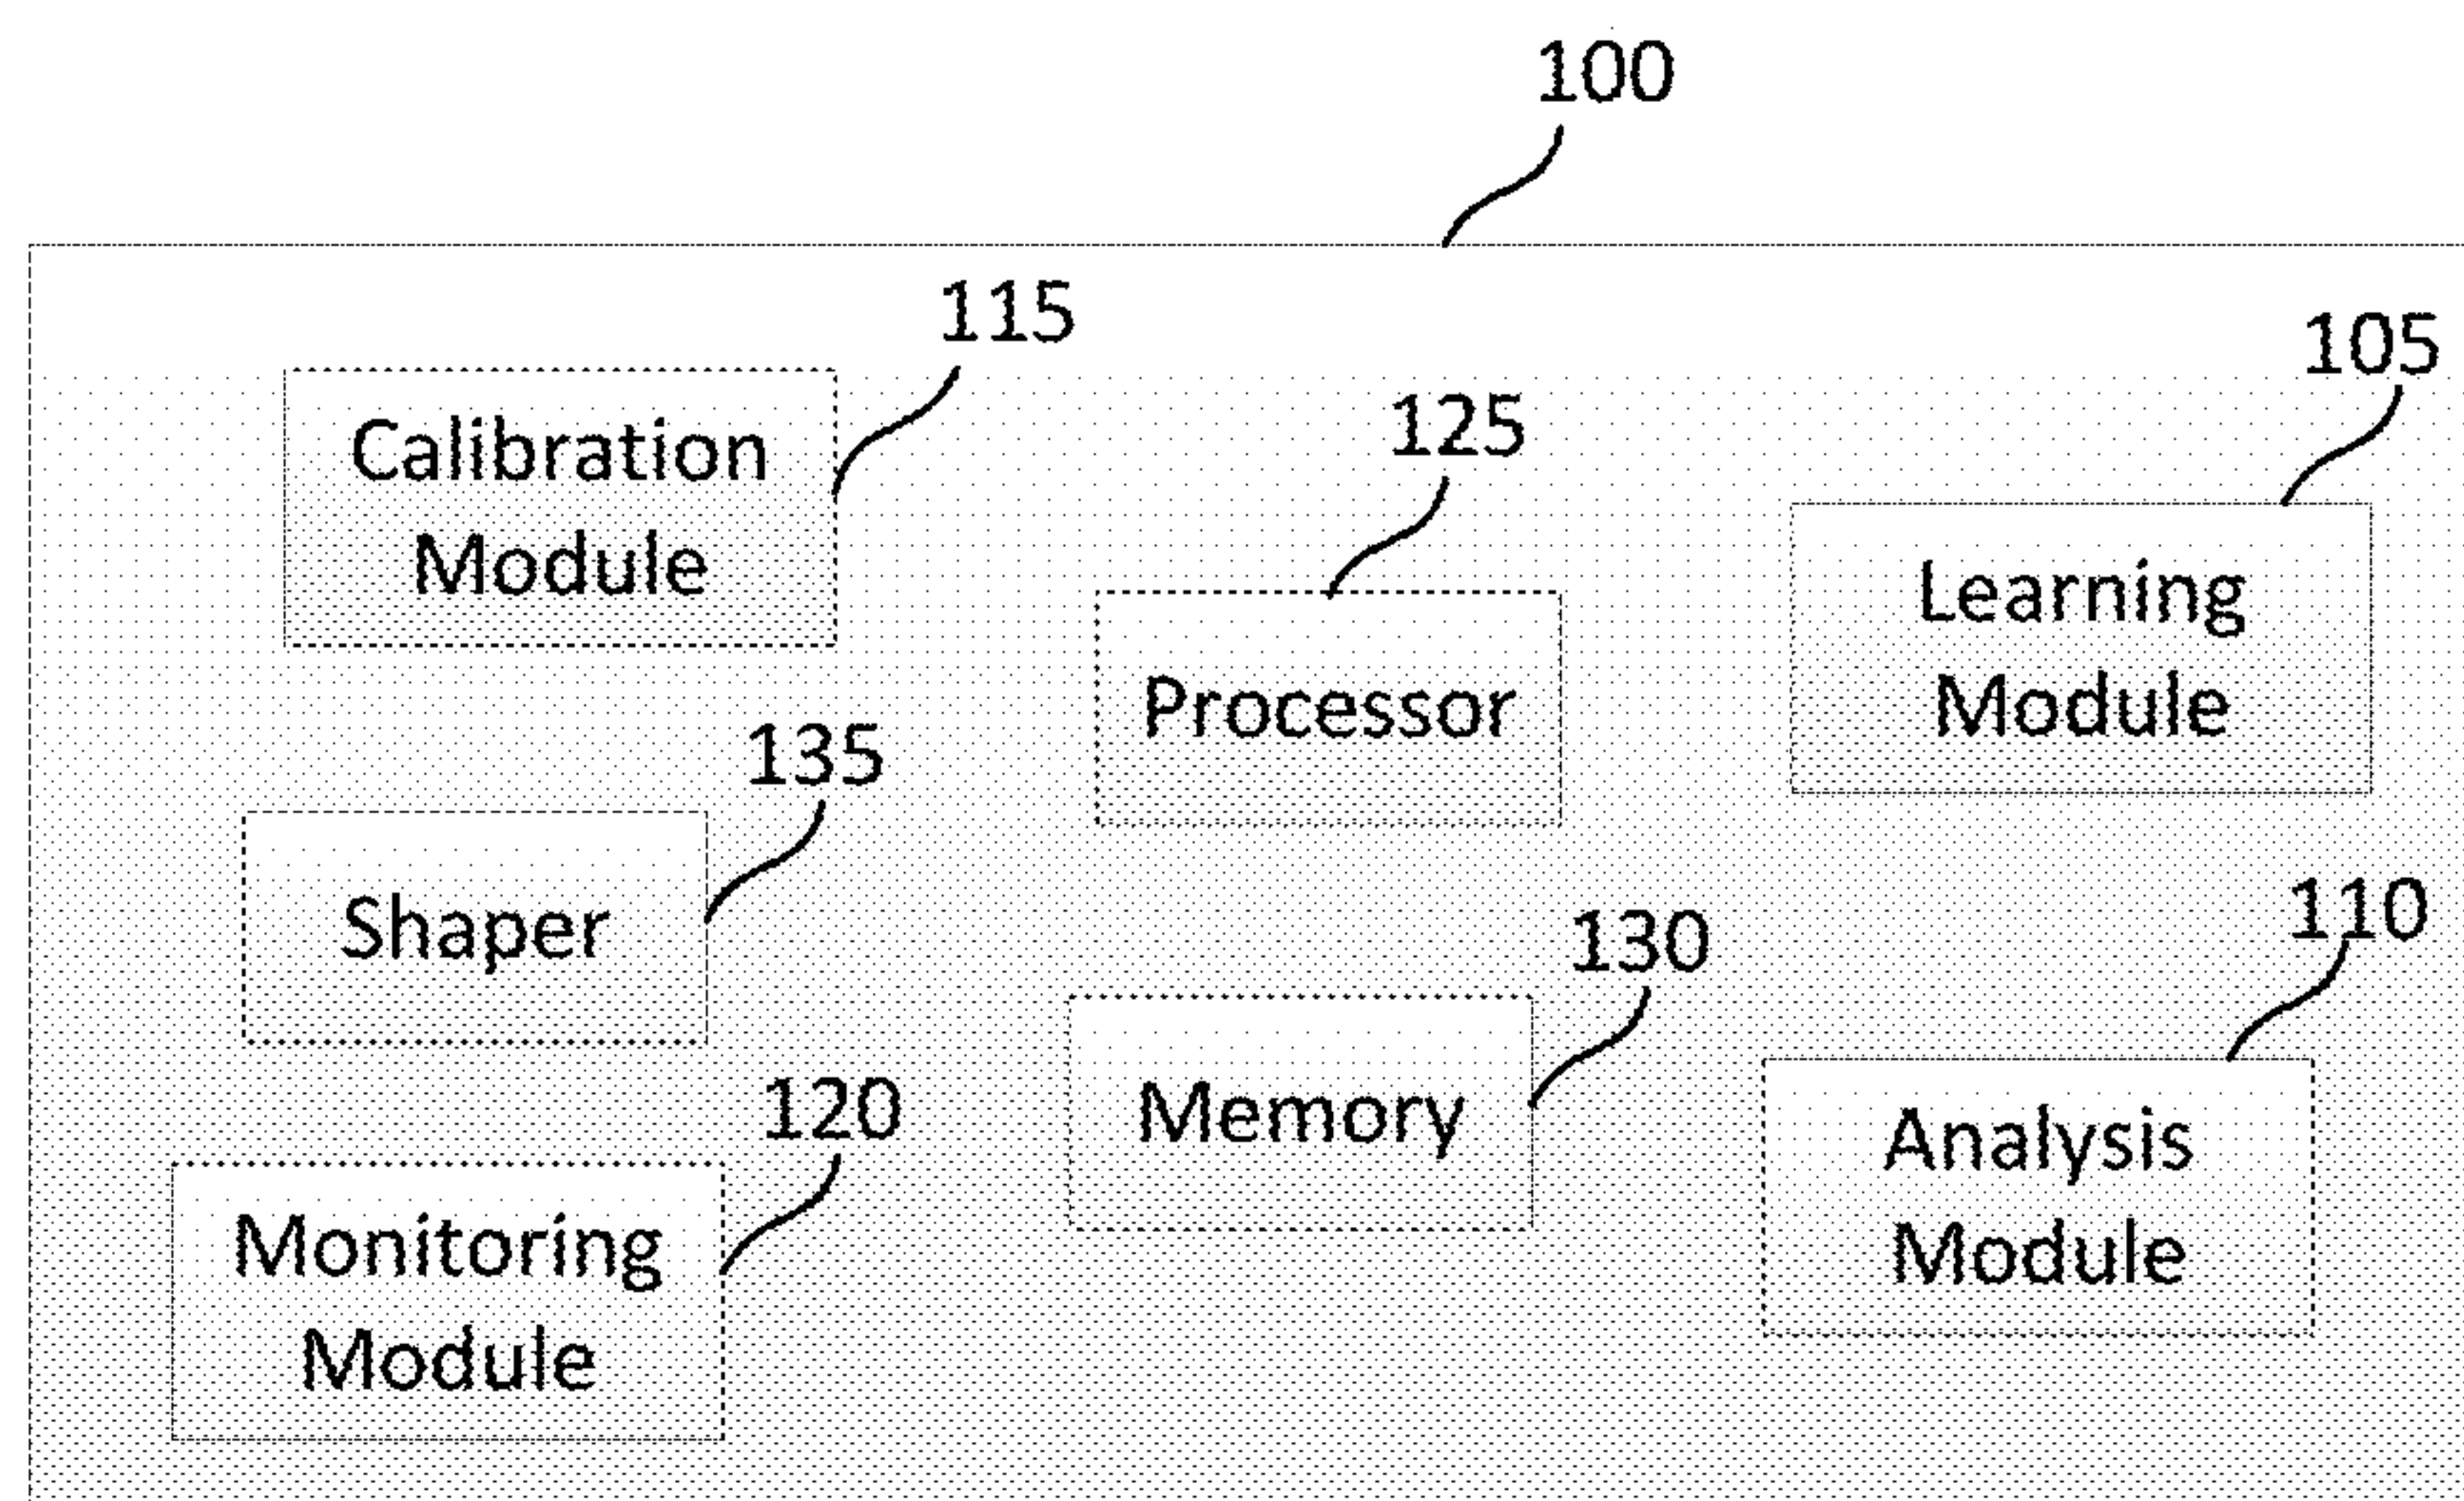 100
115
105
Calibration
Module
125
Learning
Module
Processor
135
Shaper
130
110
Memory
120
Analysis
Module
Monitoring
Module